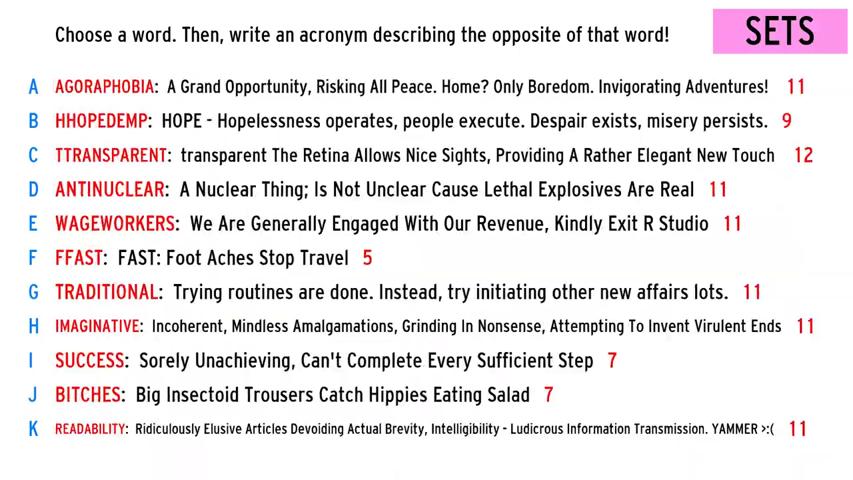 Choose a word. Then, write an acronym describing the opposite of that word! SETS
A AGORAPHOBIA: A Grand Opportunity, Risking All Peace. Home? Only Boredom. Invigorating Adventures! 11
B HHOPEDEMP: HOPE - Hopelessness operates, people execute. Despair exists, misery persists. 9
C TTRANSPARENT: transparent The Retina Allows Nice Sights, Providing A Rather Elegant New Touch 12
D ANTINUCLEAR: A Nuclear Thing; Is Not Unclear Cause Lethal Explosives Are Real 11
E WAGEWORKERS: We Are Generally Engaged With Our Revenue, Kindly Exit R Studio 11
F FFAST: FAST: Foot Aches Stop Travel 5
G TRADITIONAL: Trying routines are done. Instead, try initiating other new affairs lots. 11
H IMAGINATIVE: Incoherent, Mindless Amalgamations, Grinding In Nonsense, Attempting To Invent Virulent Ends 11
I SUCCESS: Sorely Unachieving, Can't Complete Every Sufficient Step 7
J BITCHES: Big Insectoid Trousers Catch Hippies Eating Salad 7
K READABILITY: Ridiculously Elusive Articles Devoiding Actual Brevity, Intelligibility - Ludicrous Information Transmission. YAMMER >:( 11